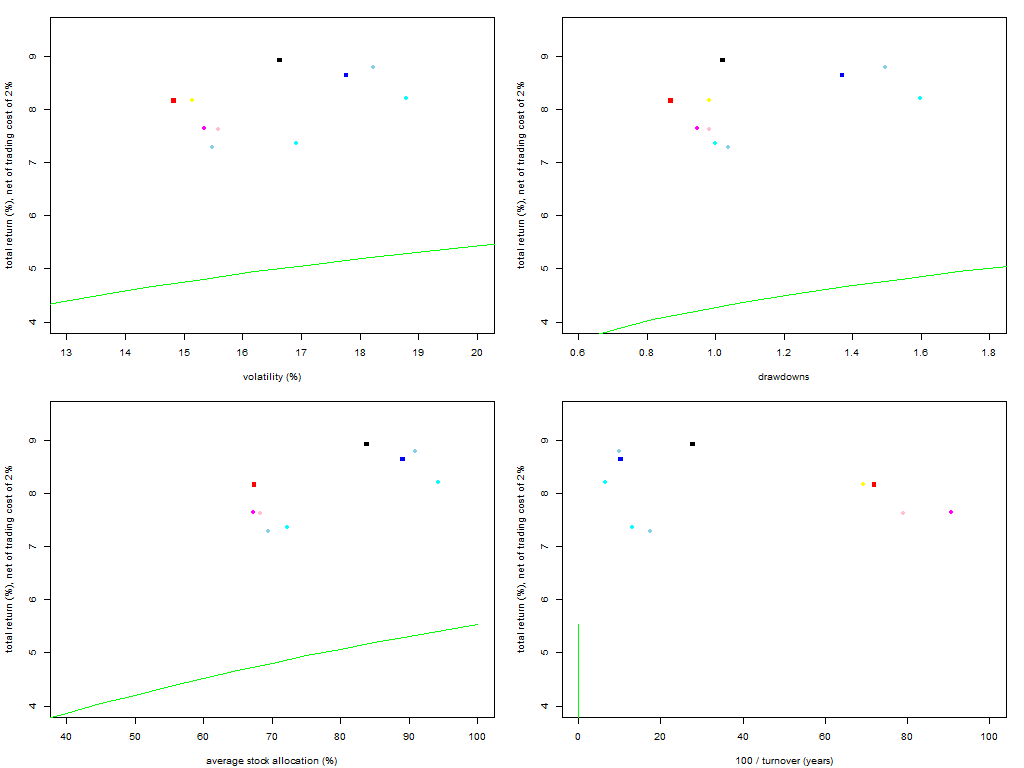 total return (%), net of trading cost of 2%
9
8
7
6
5
4
13 14 15 16 17 18 19 20
volatility (%)
total return (%), net of trading cost of 2%
9
8
7
6
5
4
0.6 0.8 1.0 1.2 1.4 1.6 1.8
drawdowns
total return (%), net of trading cost of 2%
9
8
7
6
5
4
40 50 60 70 80 90 100
average stock allocation (%)
total return (%), net of trading cost of 2%
9
8
7
6
5
4
0 20 40 60 80 100
100 / turnover (years)